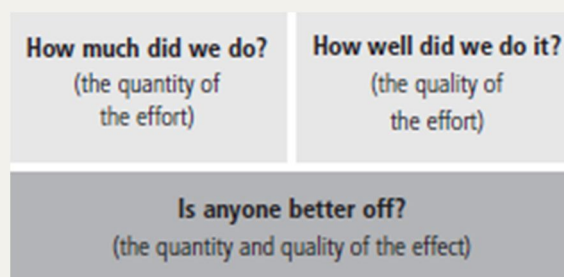 How much did we do?
(the quantity of
the effort)
How well did we do it?
(the quality of
the effort)
Is anyone better off?
(the quantity and quality of the effect)